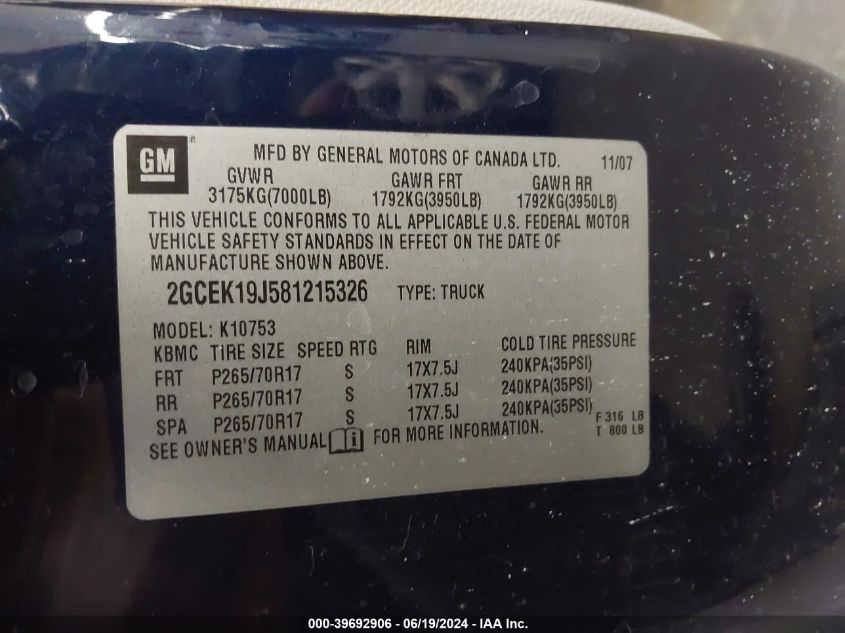 GM ® MFD BY GENERAL MOTORS OF CANADA LTD. 11/07
GVWR GAWR FRT GAWR RR
3175KG(7000LB) 1792KG(3950LB) 1792KG(3950LB)
THIS VEHICLE CONFORMS TO ALL APPLICABLE U.S. FEDERAL MOTOR
VEHICLE SAFETY STANDARDS IN EFFECT ON THE DATE OF
MANUFACTURE SHOWN ABOVE.
2GCEK19J581215326 TYPE: TRUCK
MODEL: K10753
KBMC TIRE SIZE SPEED RTG RIM COLD TIRE PRESSURE
FRT P265/70R17 S 17X7.5J 240KPA(35PSI)
RR P265/70R17 S 17X7.5J 240KPA(35PSI)
SPA P265/70R17 S 17X7.5J 240KPA(35PSI) F 316 LB
SEE OWNER'S MANUAL i FOR MORE INFORMATION. T 800 LB
000-39692906 - 06/19/2024 - IAA Inc.